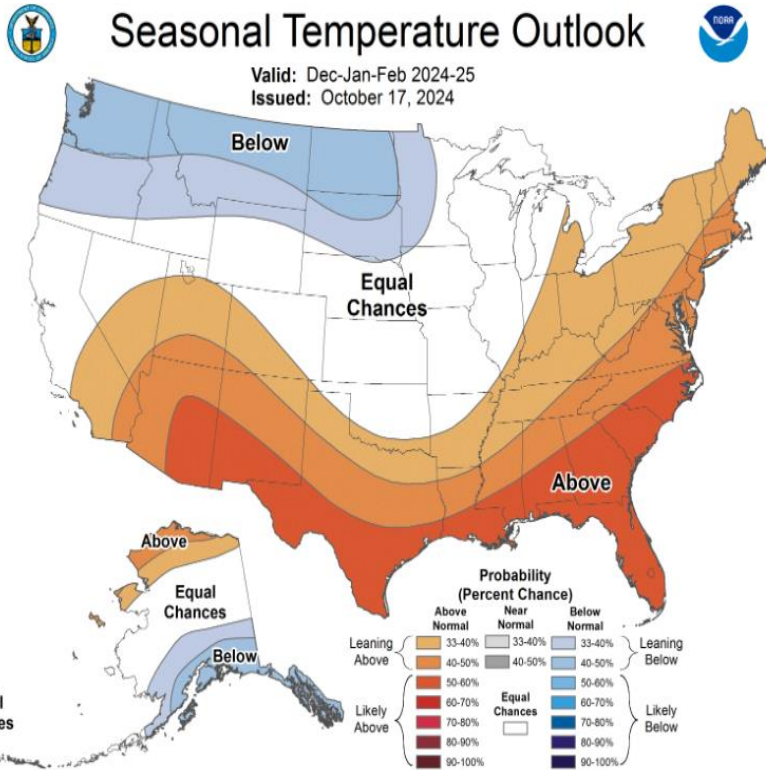 Seasonal Temperature Outlook
NOAA
Valid: Dec-Jan-Feb 2024-25
Issued: October 17, 2024
Below
Equal
Chances
Above
Above
Equal
Chances
Below
Probability
(Percent Chance)
Above
Normal
Near
Normal
Below
Normal
Leaning
Above
33-40%
33-40%
33-40%
Leaning
Below
40-50%
40-50%
40-50%
Likely
Above
50-60%
60-70%
70-80%
80-90%
90-100%
Equal
Chances
50-60%
60-70%
70-80%
80-90%
90-100%
Likely
Below